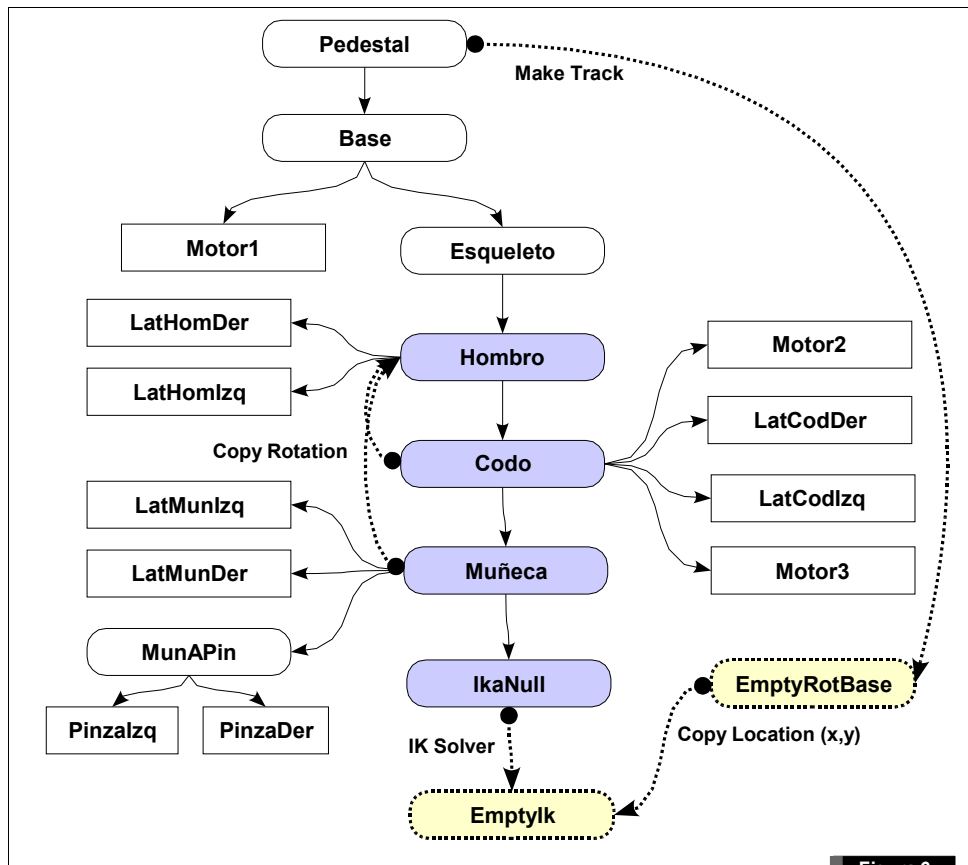 Pedestal
Make Track
Base
Motor1
Esqueleto
LatHomDer
Hombro
Motor2
LatHomIzq
LatCodDer
Copy Rotation
Codo
LatMunIzq
LatCodIzq
LatMunDer
Muñeca
Motor3
MunAPin
IkaNull
EmptyRotBase
PinzaIzq
PinzaDer
IK Solver
Copy Location (x,y)
EmptyIk